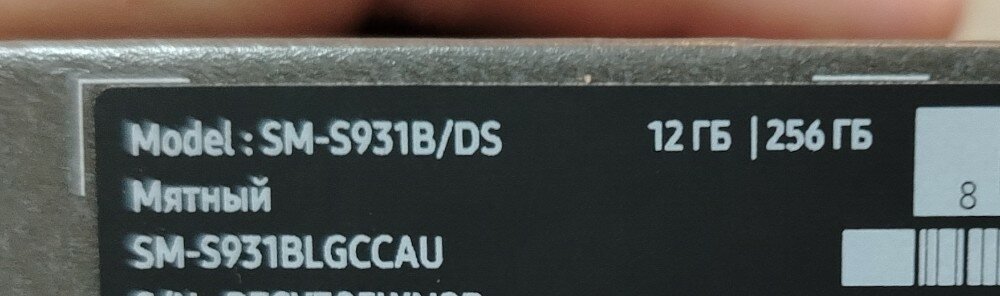 Model : SM-S931B/DS 12 ГБ | 256 ГБ
Мятный
8
SM-S931BLGCCAU